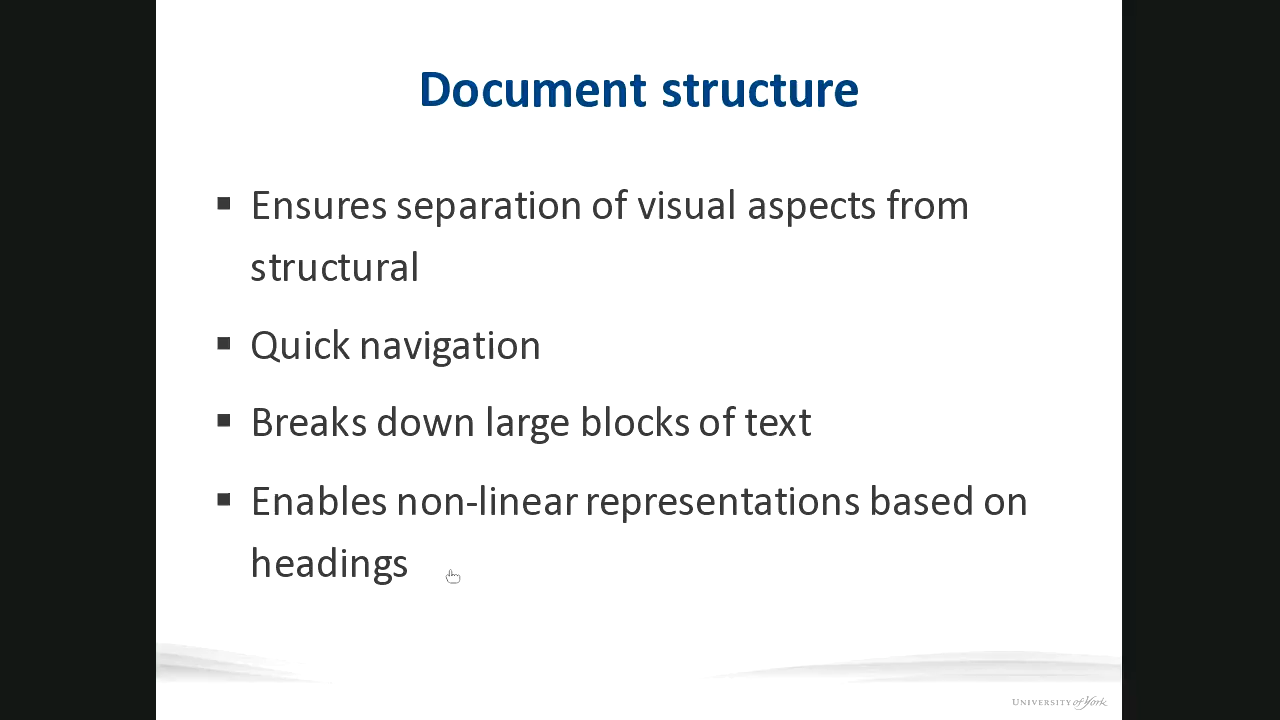 Document structure
▪ Ensures separation of visual aspects from
structural
▪ Quick navigation
▪ Breaks down large blocks of text
▪ Enables non-linear representations based on
headings
UNIVERSITY of York